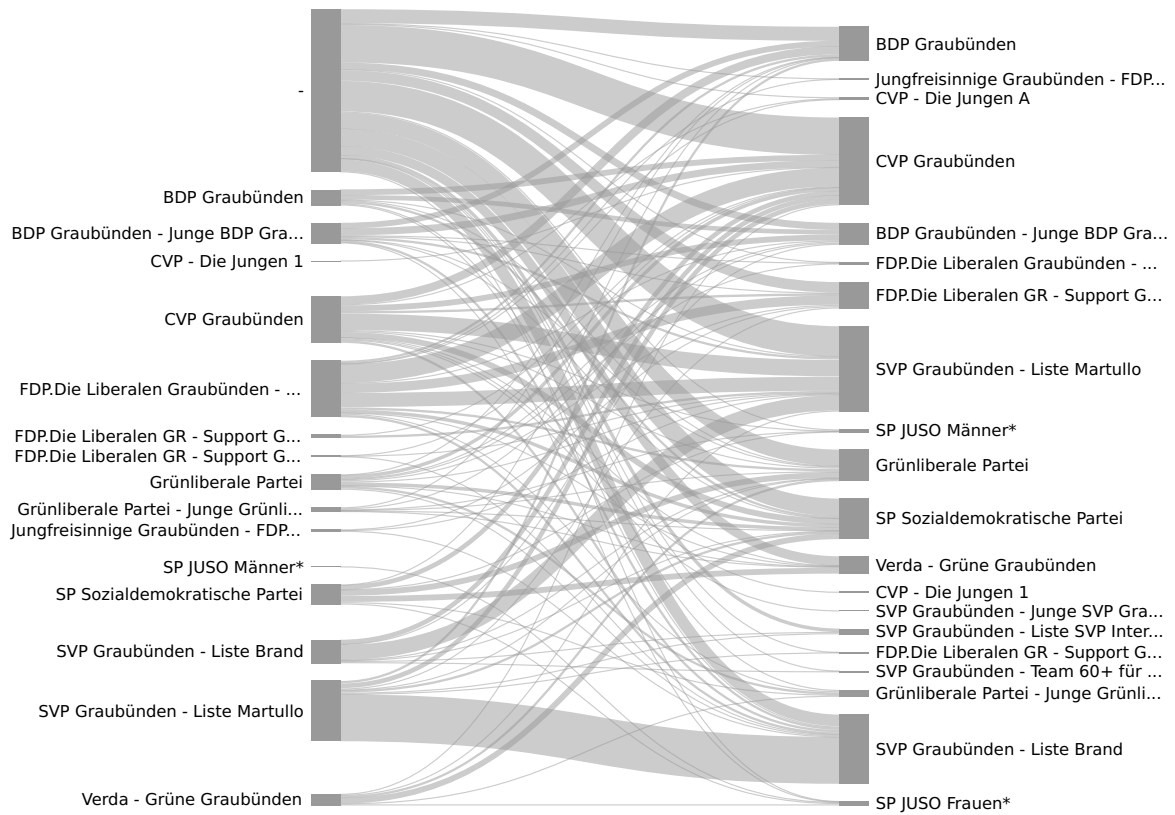 -
BDP Graubünden
BDP Graubünden - Junge BDP Gra...
CVP - Die Jungen 1
CVP Graubünden
FDP.Die Liberalen Graubünden - ...
FDP.Die Liberalen GR - Support G...
FDP.Die Liberalen GR - Support G...
Grünliberale Partei
Grünliberale Partei - Junge Grünli...
Jungfreisinnige Graubünden - FDP...
SP JUSO Männer*
SP Sozialdemokratische Partei
SVP Graubünden - Liste Brand
SVP Graubünden - Liste Martullo
Verda - Grüne Graubünden
BDP Graubünden
Jungfreisinnige Graubünden - FDP...
CVP - Die Jungen A
CVP Graubünden
BDP Graubünden - Junge BDP Gra...
FDP.Die Liberalen Graubünden - ...
FDP.Die Liberalen GR - Support G...
SVP Graubünden - Liste Martullo
SP JUSO Männer*
Grünliberale Partei
SP Sozialdemokratische Partei
Verda - Grüne Graubünden
CVP - Die Jungen 1
SVP Graubünden - Junge SVP Gra...
SVP Graubünden - Liste SVP Inter...
FDP.Die Liberalen GR - Support G...
SVP Graubünden - Team 60+ für ...
Grünliberale Partei - Junge Grünli...
SVP Graubünden - Liste Brand
SP JUSO Frauen*